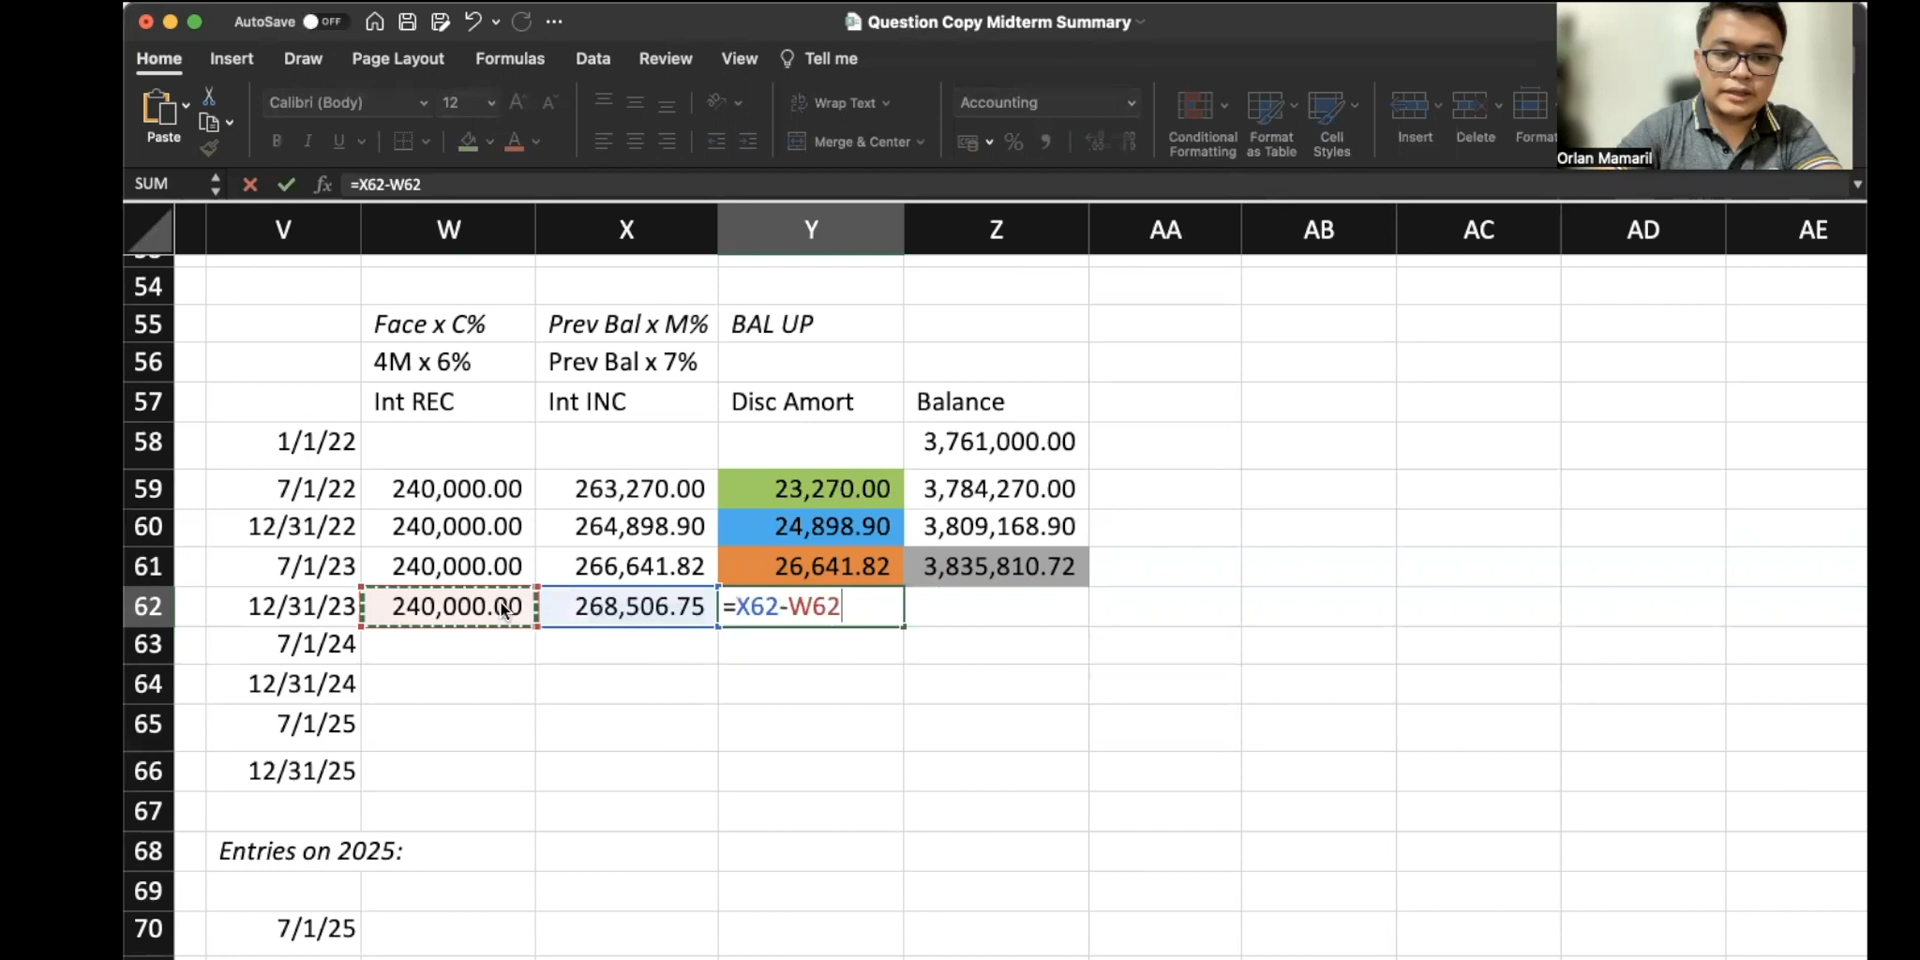 AutoSave OFF
Question Copy Midterm Summary
Home Insert Draw Page Layout Formulas Data Review View Tell me
Paste
Calibri (Body) 12
B I U
Wrap Text
Merge & Center
Accounting
Conditional Formatting
Format as Table
Cell Styles
Insert Delete Format
Orlan Mamaril
SUM fx =X62-W62
V W X Y Z AA AB AC AD AE
54
55 Face x C% Prev Bal x M% BAL UP
56 4M x 6% Prev Bal x 7%
57 Int REC Int INC Disc Amort Balance
58 1/1/22 3,761,000.00
59 7/1/22 240,000.00 263,270.00 23,270.00 3,784,270.00
60 12/31/22 240,000.00 264,898.90 24,898.90 3,809,168.90
61 7/1/23 240,000.00 266,641.82 26,641.82 3,835,810.72
62 12/31/23 240,000.00 268,506.75 =X62-W62
63 7/1/24
64 12/31/24
65 7/1/25
66 12/31/25
67
68 Entries on 2025:
69
70 7/1/25